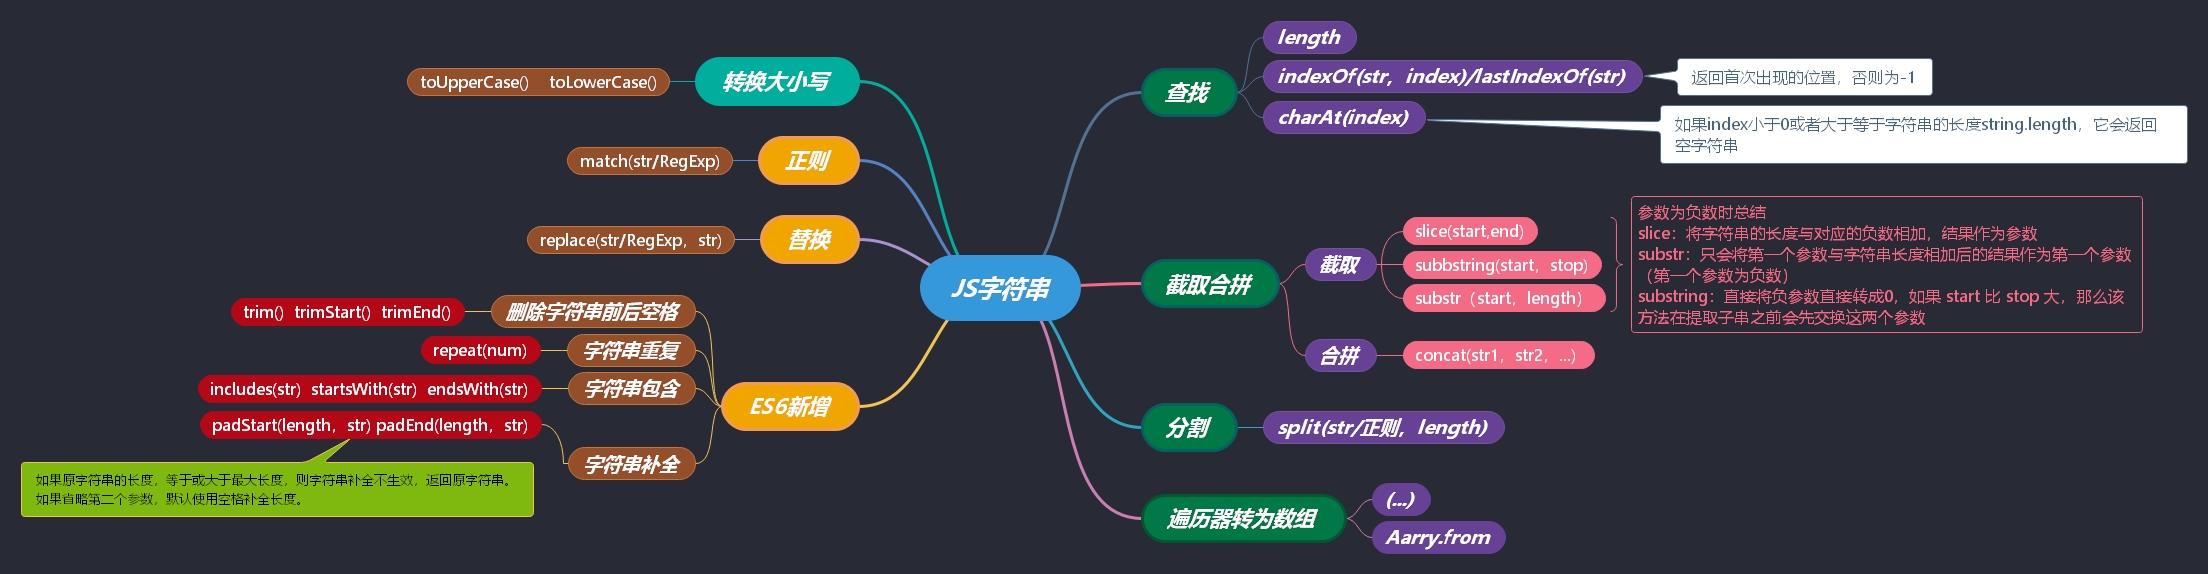 JS字符串
查找
length
indexOf(str，index)/lastIndexOf(str)
返回首次出现的位置，否则为-1
charAt(index)
如果index小于0或者大于等于字符串的长度string.length，它会返回
空字符串
截取合拼
截取
slice(start,end)
subbstring(start，stop)
substr（start，length）
参数为负数时总结
slice：将字符串的长度与对应的负数相加，结果作为参数
substr：只会将第一个参数与字符串长度相加后的结果作为第一个参数
（第一个参数为负数）
substring：直接将负参数直接转成0，如果 start 比 stop 大，那么该
方法在提取子串之前会先交换这两个参数
合拼
concat(str1，str2，...)
分割
split(str/正则，length)
遍历器转为数组
(...)
Aarry.from
转换大小写
toUpperCase() toLowerCase()
正则
match(str/RegExp)
替换
replace(str/RegExp，str)
ES6新增
删除字符串前后空格
trim() trimStart() trimEnd()
字符串重复
repeat(num)
字符串包含
includes(str) startsWith(str) endsWith(str)
字符串补全
padStart(length，str) padEnd(length，str)
如果原字符串的长度，等于或大于最大长度，则字符串补全不生效，返回原字符串。
如果省略第二个参数，默认使用空格补全长度。